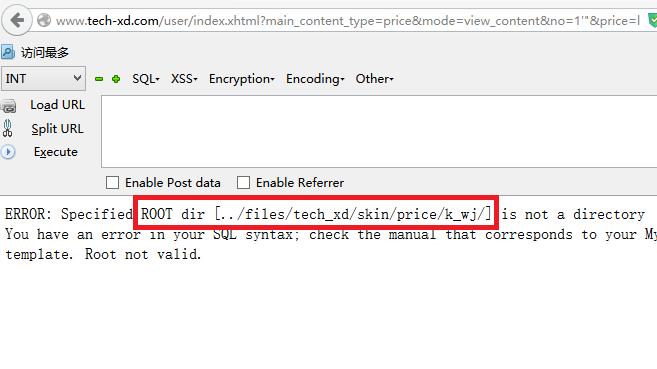 www.tech-xd.com/user/index.xhtml?main_content_type=price&mode=view_content&no=1'"&price=l
访问最多
INT SQL▾ XSS▾ Encryption▾ Encoding▾ Other▾
Load URL
Split URL
Execute
Enable Post data Enable Referrer
ERROR: Specified ROOT dir [../files/tech_xd/skin/price/k_wj/] is not a directory
You have an error in your SQL syntax; check the manual that corresponds to your My
template. Root not valid.